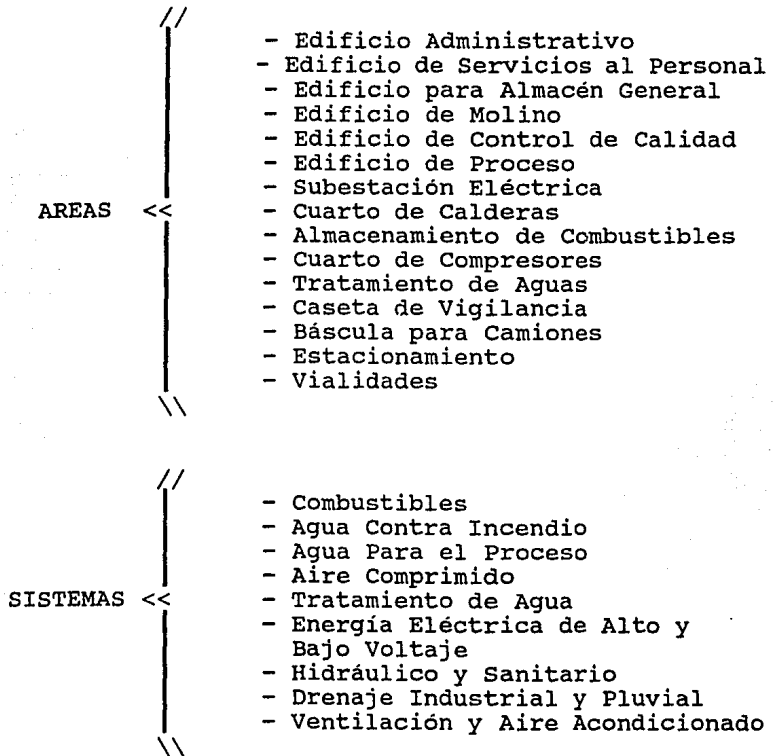 //
- Edificio Administrativo
- Edificio de Servicios al Personal
- Edificio para Almacén General
- Edificio de Molino
- Edificio de Control de Calidad
- Edificio de Proceso
- Subestación Eléctrica
AREAS << - Cuarto de Calderas
- Almacenamiento de Combustibles
- Cuarto de Compresores
- Tratamiento de Aguas
- Caseta de Vigilancia
- Báscula para Camiones
- Estacionamiento
- Vialidades
\\
//
- Combustibles
- Agua Contra Incendio
- Agua Para el Proceso
- Aire Comprimido
SISTEMAS << - Tratamiento de Agua
- Energía Eléctrica de Alto y
Bajo Voltaje
- Hidráulico y Sanitario
- Drenaje Industrial y Pluvial
- Ventilación y Aire Acondicionado
\\